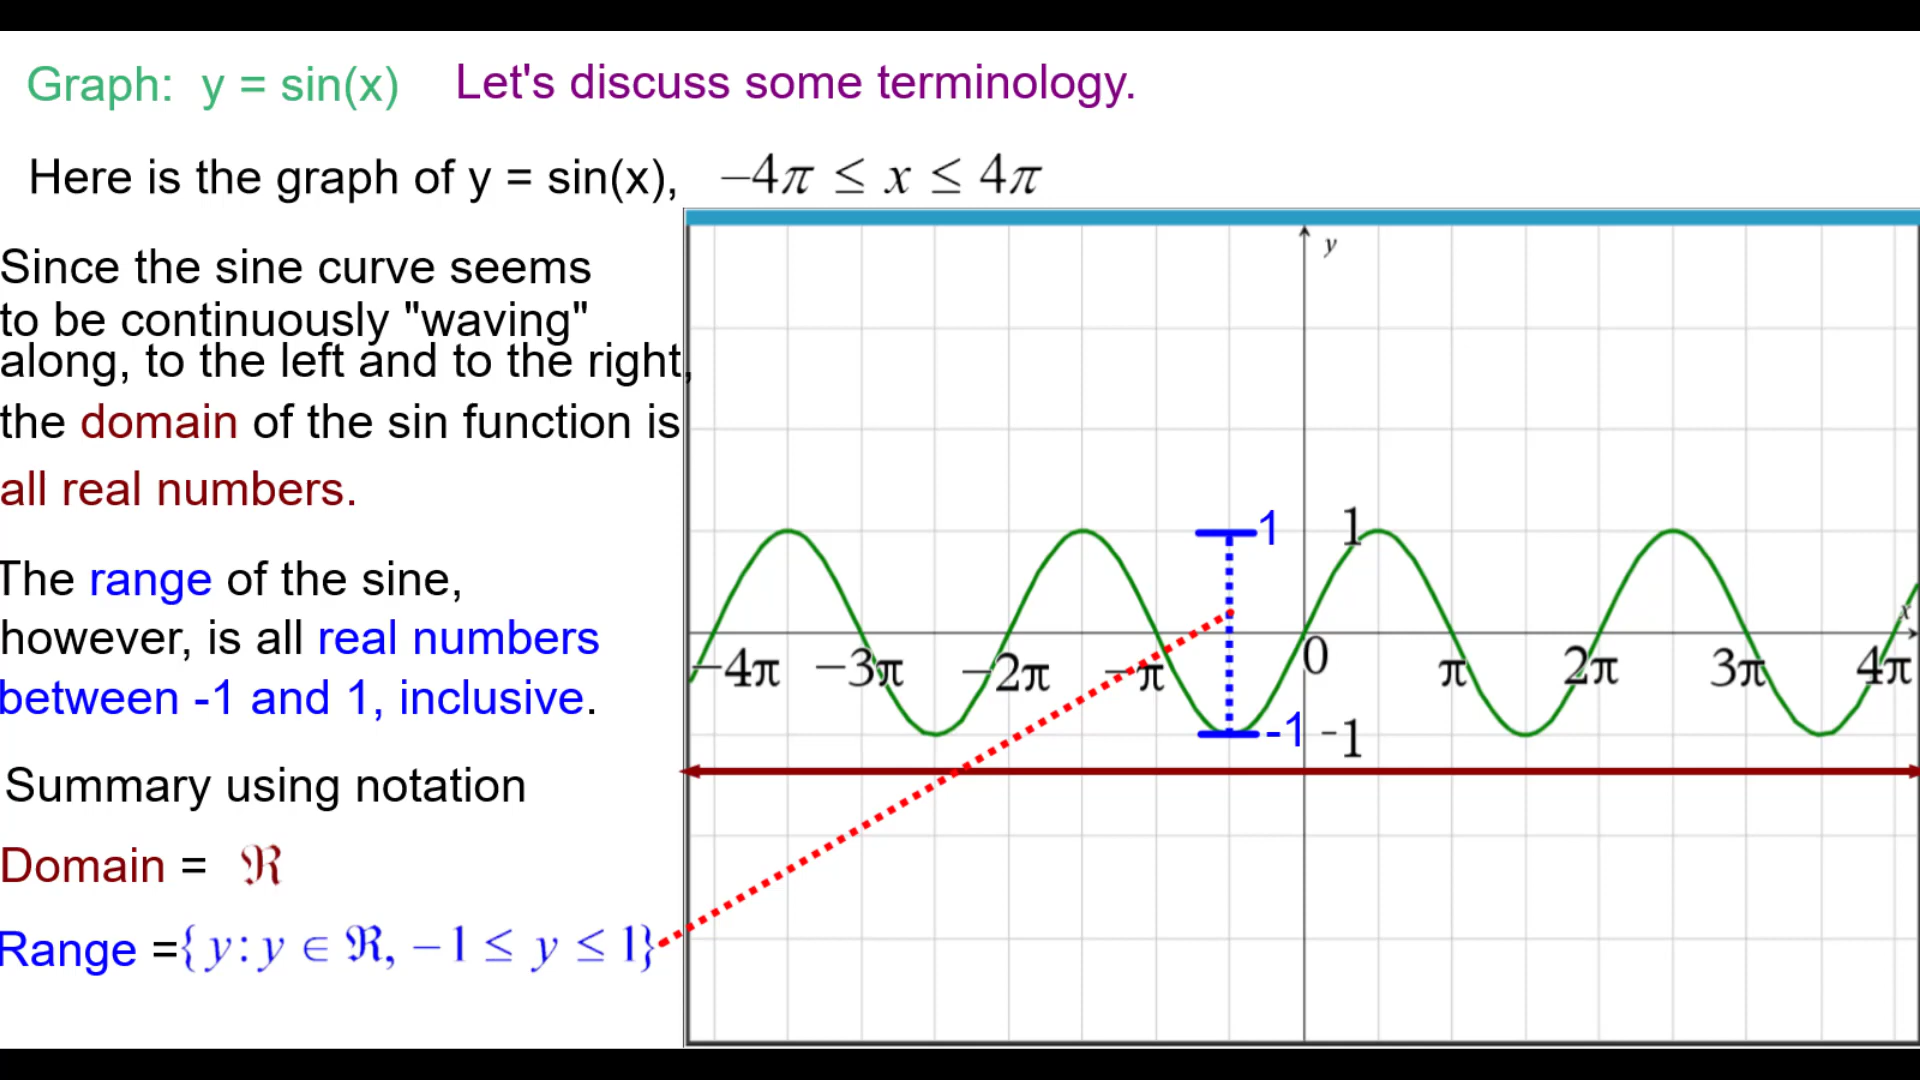 Graph: y = sin(x) Let's discuss some terminology.
Here is the graph of y = sin(x), −4π ≤ x ≤ 4π
Since the sine curve seems
to be continuously "waving"
along, to the left and to the right,
the domain of the sin function is
all real numbers.
The range of the sine,
however, is all real numbers
between -1 and 1, inclusive.
Summary using notation
Domain = ℜ
Range ={ y : y ∈ ℜ, −1 ≤ y ≤ 1}
y
1 1
x
−4π −3π −2π −π 0 π 2π 3π 4π
-1 -1